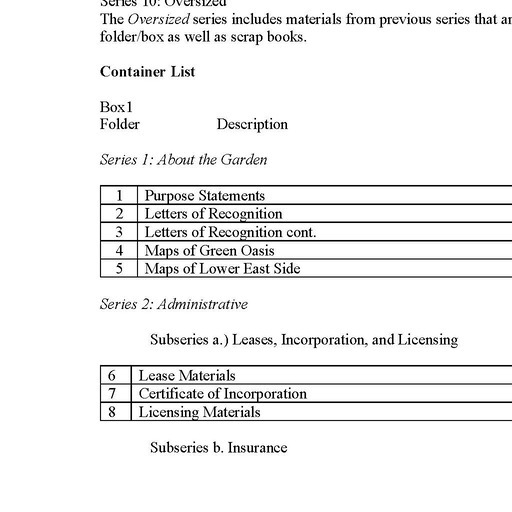 Series 10: Oversized
The Oversized series includes materials from previous series that
folder/box as well as scrap books.
Container List
Box1
Folder Description
Series 1: About the Garden
1 Purpose Statements
2 Letters of Recognition
3 Letters of Recognition cont.
4 Maps of Green Oasis
5 Maps of Lower East Side
Series 2: Administrative
Subseries a.) Leases, Incorporation, and Licensing
6 Lease Materials
7 Certificate of Incorporation
8 Licensing Materials
Subseries b. Insurance